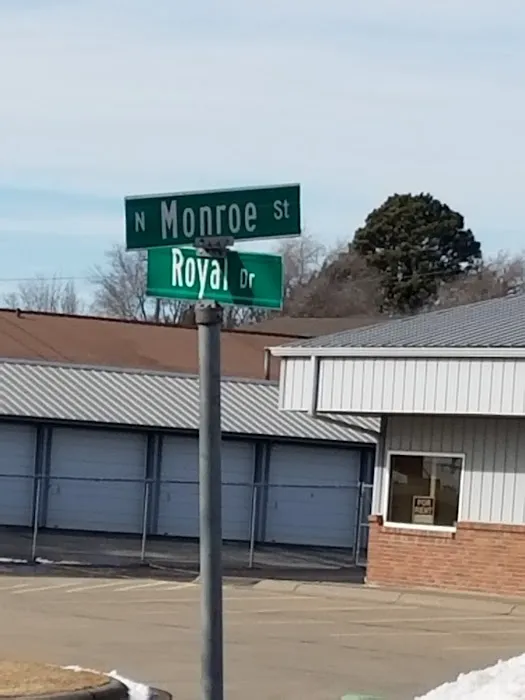 N Monroe St
Royal Dr
FOR
RENT